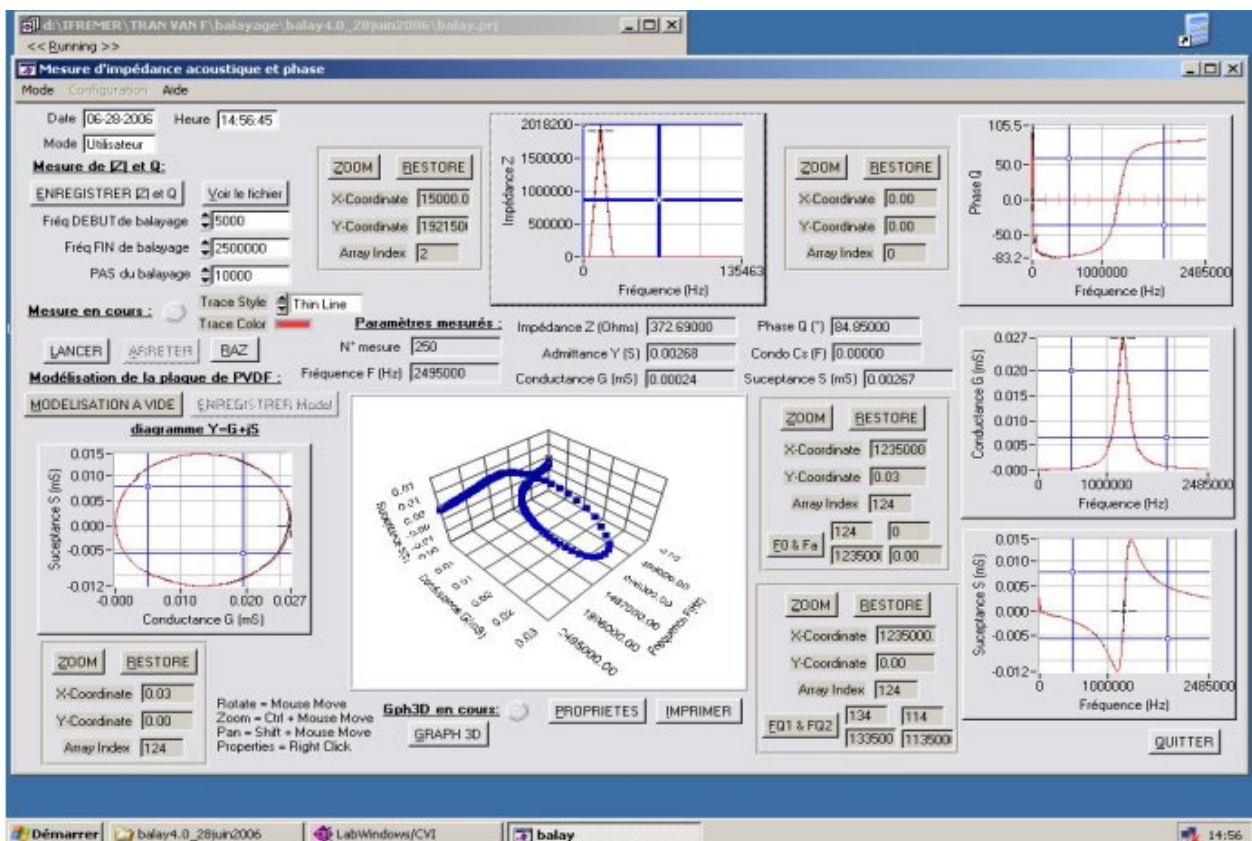 d:\IFREMER\TRAN VAN F\balayage\balay4.0_28juin2006\balay.prj
<< Running >>
Mesure d'impédance acoustique et phase
Mode Configuration Aide
Date 06-28-2006 Heure 14:56:45
Mode Utilisateur
Mesure de |Z| et Q:
ENREGISTRER |Z| et Q Voir le fichier
Fréq DEBUT de balayage 5000
Fréq FIN de balayage 2500000
PAS du balayage 10000
Mesure en cours :
Trace Style Thin Line
Trace Color
LANCER ARRETER RAZ
ZOOM RESTORE
X-Coordinate 15000.0
Y-Coordinate 192150
Array Index 2
Impédance Z
2018200
1500000
1000000
500000
0
0 135463
Fréquence (Hz)
ZOOM RESTORE
X-Coordinate 0.00
Y-Coordinate 0.00
Array Index 0
Phase Q
105.5
50.0
0.0
-50.0
-83.2
0 1000000 2485000
Fréquence (Hz)
Paramètres mesurés :
N° mesure 250
Fréquence F (Hz) 2495000
Impédance Z (Ohms) 372.69000
Admittance Y (S) 0.00268
Conductance G (mS) 0.00024
Phase Q (°) 84.85000
Condo Cs (F) 0.00000
Suceptance S (mS) 0.00267
Modélisation de la plaque de PVDF :
MODELISATION A VIDE ENREGISTRER Model
diagramme Y=G+jS
Suceptance S (mS)
0.015
0.010
0.005
0.000
-0.005
-0.012
-0.000 0.010 0.020 0.027
Conductance G (mS)
ZOOM RESTORE
X-Coordinate 0.03
Y-Coordinate 0.00
Array Index 124
Rotate = Mouse Move
Zoom = Ctrl + Mouse Move
Pan = Shift + Mouse Move
Properties = Right Click
Gph3D en cours:
GRAPH 3D
PROPRIETES IMPRIMER
2495000.00
ZOOM RESTORE
X-Coordinate 1235000
Y-Coordinate 0.03
Array Index 124
F0 & Fa
124 0
123500 0.00
Conductance G (mS)
0.027
0.020
0.015
0.010
0.005
-0.000
0 1000000 2485000
Fréquence (Hz)
ZOOM RESTORE
X-Coordinate 1235000.
Y-Coordinate 0.00
Array Index 124
FQ1 & FQ2
134 114
133500 113500
Suceptance S (mS)
0.015
0.010
0.005
0.000
-0.005
-0.012
0 1000000 2485000
Fréquence (Hz)
QUITTER
Démarrer balay4.0_28juin2006 LabWindows/CVI balay 14:56